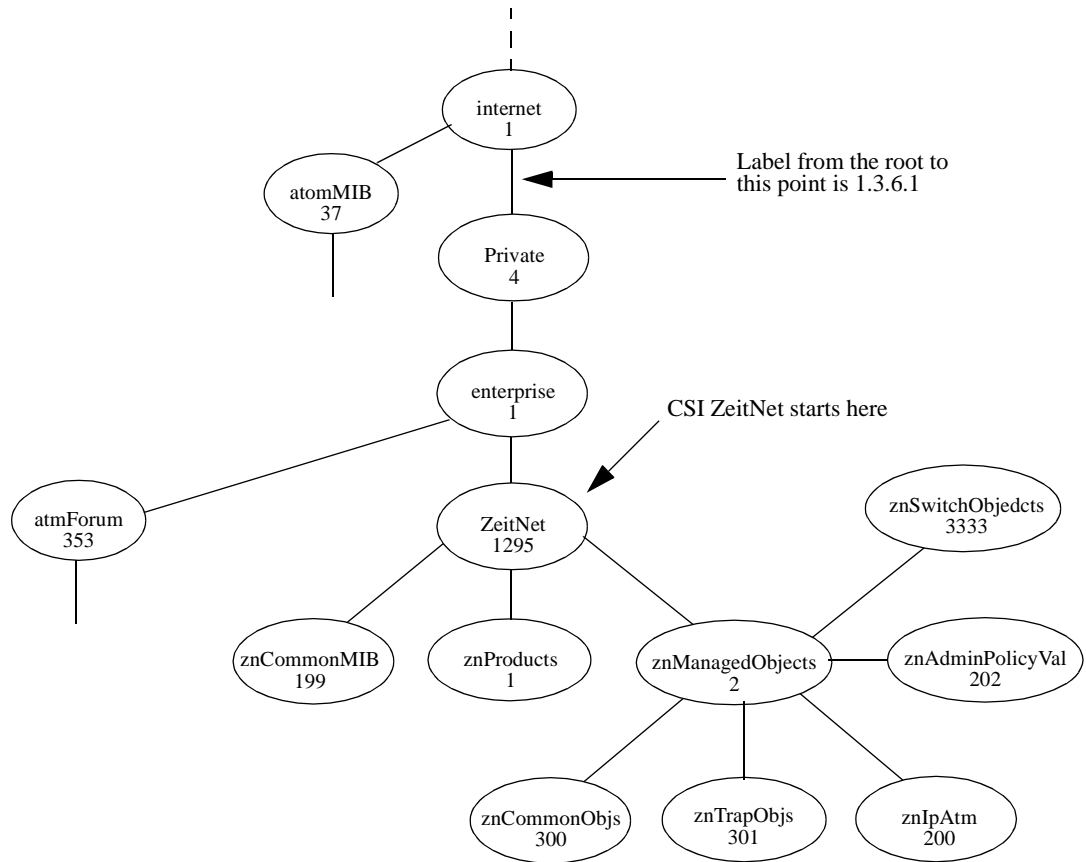 internet
1
Label from the root to
this point is 1.3.6.1
atomMIB
37
Private
4
enterprise
1
CSI ZeitNet starts here
atmForum
353
ZeitNet
1295
znSwitchObjedcts
3333
znCommonMIB
199
znProducts
1
znManagedObjects
2
znAdminPolicyVal
202
znCommonObjs
300
znTrapObjs
301
znIpAtm
200